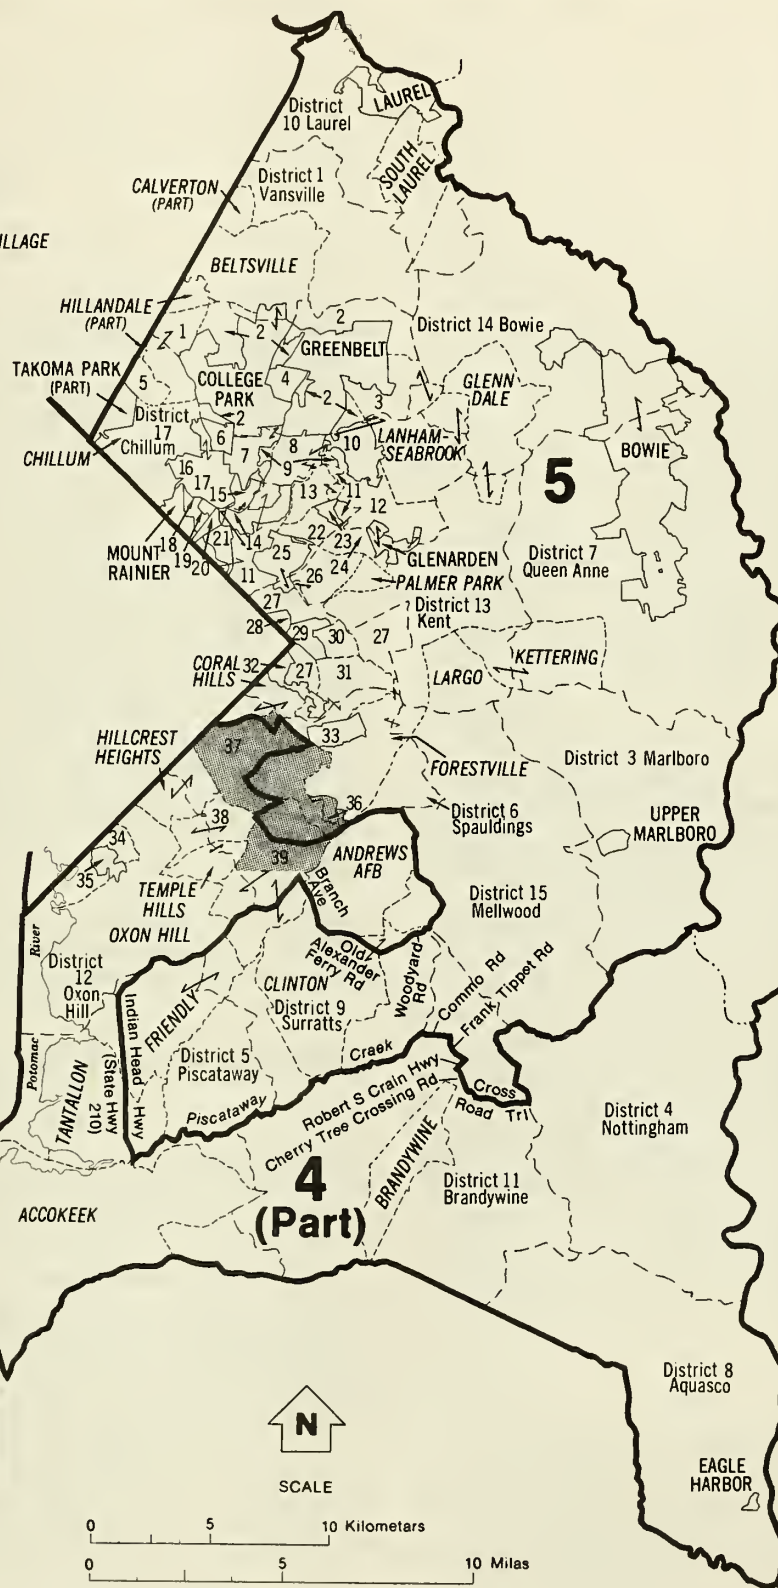 LAUREL
District
10 Laurel
SOUTH
LAUREL
District 1
Vansville
CALVERTON
(PART)
ILLAGE
BELTSVILLE
HILLANDALE
(PART)
1
2
2
District 14 Bowie
GREENBELT
TAKOMA PARK
(PART)
5
COLLEGE
PARK
4
2
3
GLENN
DALE
District
17
Chillum
2
CHILLUM
6
7
8
9
10
LANHAM-
SEABROOK
BOWIE
5
16
17
15
13
11
12
MOUNT
RAINIER
18
19
20
21
14
25
22
23
24
GLENARDEN
District 7
Queen Anne
11
26
PALMER PARK
27
District 13
Kent
28
29
30
27
CORAL
HILLS
32
27
31
LARGO
KETTERING
HILLCREST
HEIGHTS
37
33
FORESTVILLE
District 3 Marlboro
36
District 6
Spauldings
UPPER
MARLBORO
34
35
38
39
ANDREWS
AFB
TEMPLE
HILLS
Branch
Ave
District 15
Mellwood
OXON HILL
River
District
12
Oxon
Hill
Old
Alexander
Ferry Rd
Woodyard
Rd
Commo Rd
Frank Tippet Rd
FRIENDLY
CLINTON
District 9
Surratts
Indian Head Hwy
(State Hwy
210)
Potomac
TANTALLON
District 5
Piscataway
Piscataway
Craek
Robert S Crain Hwy
Cherry Tree Crossing Rd
Cross
Road Trl
District 4
Nottingham
BRANDYWINE
4
(Part)
District 11
Brandywine
ACCOKEEK
District 8
Aquasco
N
EAGLE
HARBOR
SCALE
0 5 10 Kilometars
0 5 10 Milas